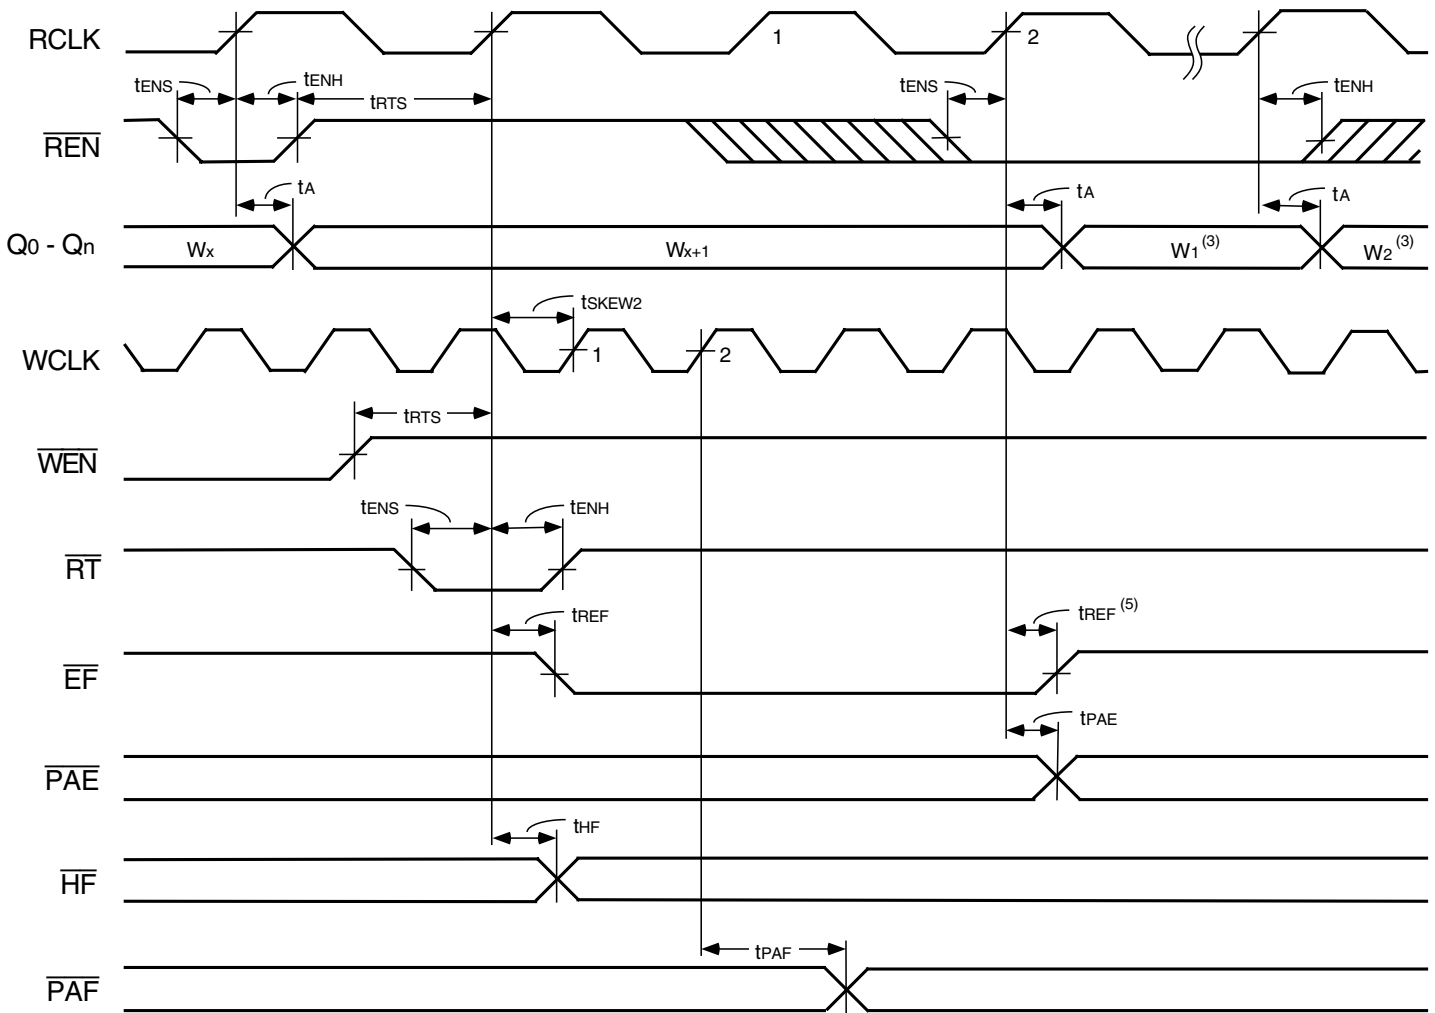 RCLK
1
2
tENS
tENH
tRTS
tENS
tENH
REN
tA
tA
tA
Q0 - Qn
Wx
Wx+1
W1 (3)
W2 (3)
tSKEW2
WCLK
1
2
tRTS
WEN
tENS
tENH
RT
tREF
tREF (5)
EF
tPAE
PAE
tHF
HF
tPAF
PAF